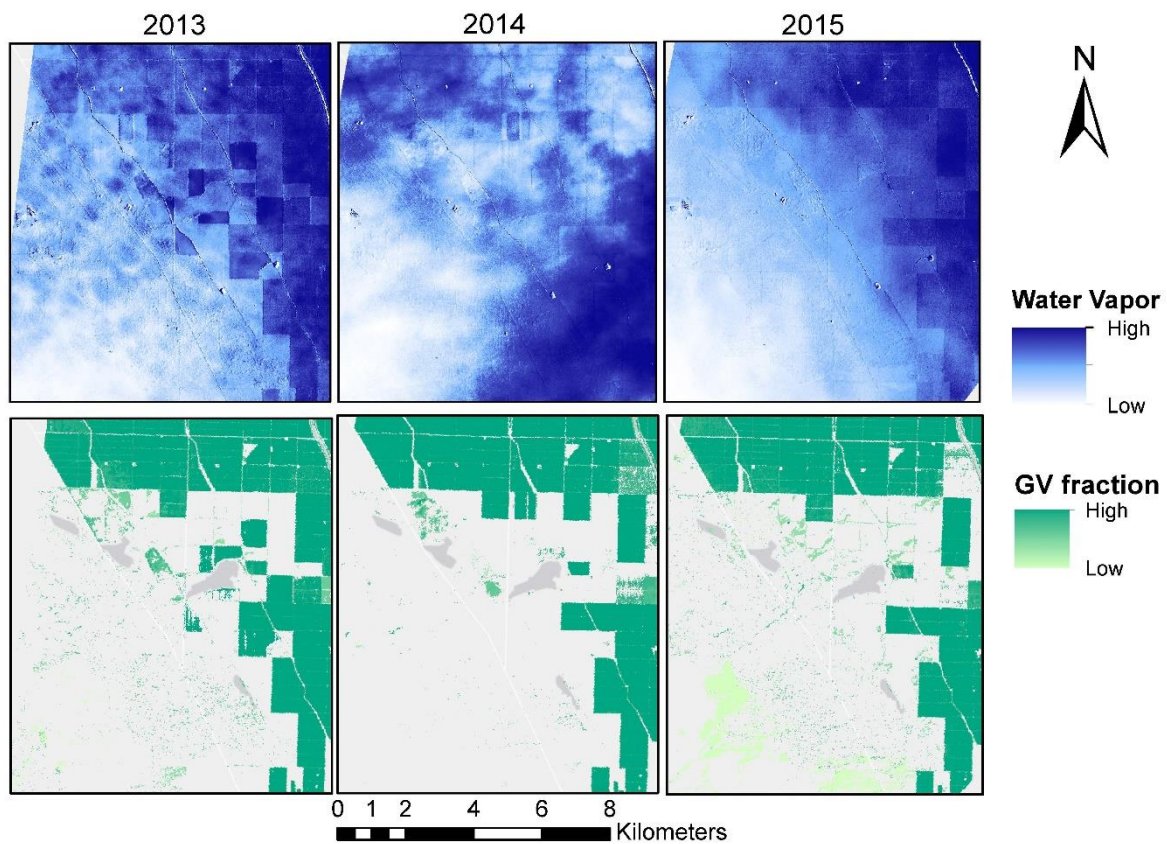 2013
2014
2015
N
Water Vapor
High
Low
GV fraction
High
Low
0 1 2 4 6 8
Kilometers